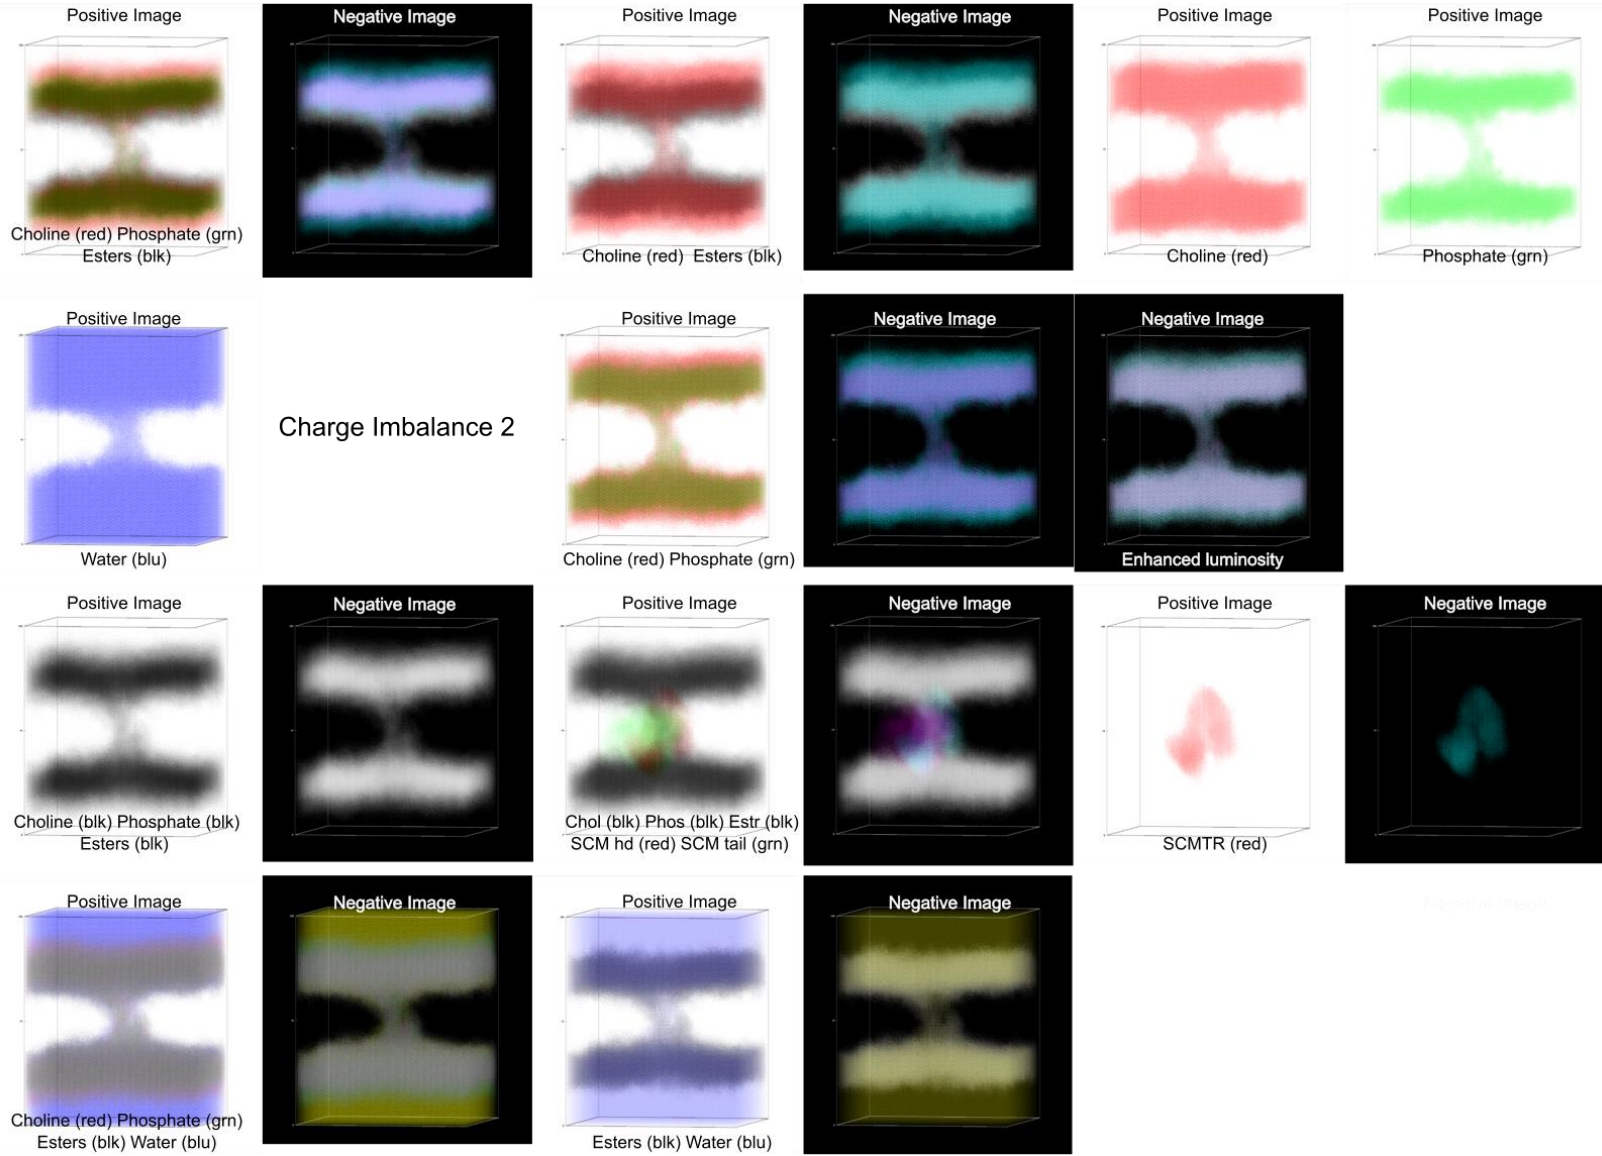 Positive Image
Negative Image
Positive Image
Negative Image
Positive Image
Positive Image
Choline (red) Phosphate (grn)
Esters (blk)
Choline (red) Esters (blk)
Choline (red)
Phosphate (grn)
Positive Image
Positive Image
Negative Image
Negative Image
Charge Imbalance 2
Water (blu)
Choline (red) Phosphate (grn)
Enhanced luminosity
Positive Image
Negative Image
Positive Image
Negative Image
Positive Image
Negative Image
Choline (blk) Phosphate (blk)
Esters (blk)
Chol (blk) Phos (blk) Estr (blk)
SCM hd (red) SCM tail (grn)
SCMTR (red)
Positive Image
Negative Image
Positive Image
Negative Image
Choline (red) Phosphate (grn)
Esters (blk) Water (blu)
Esters (blk) Water (blu)